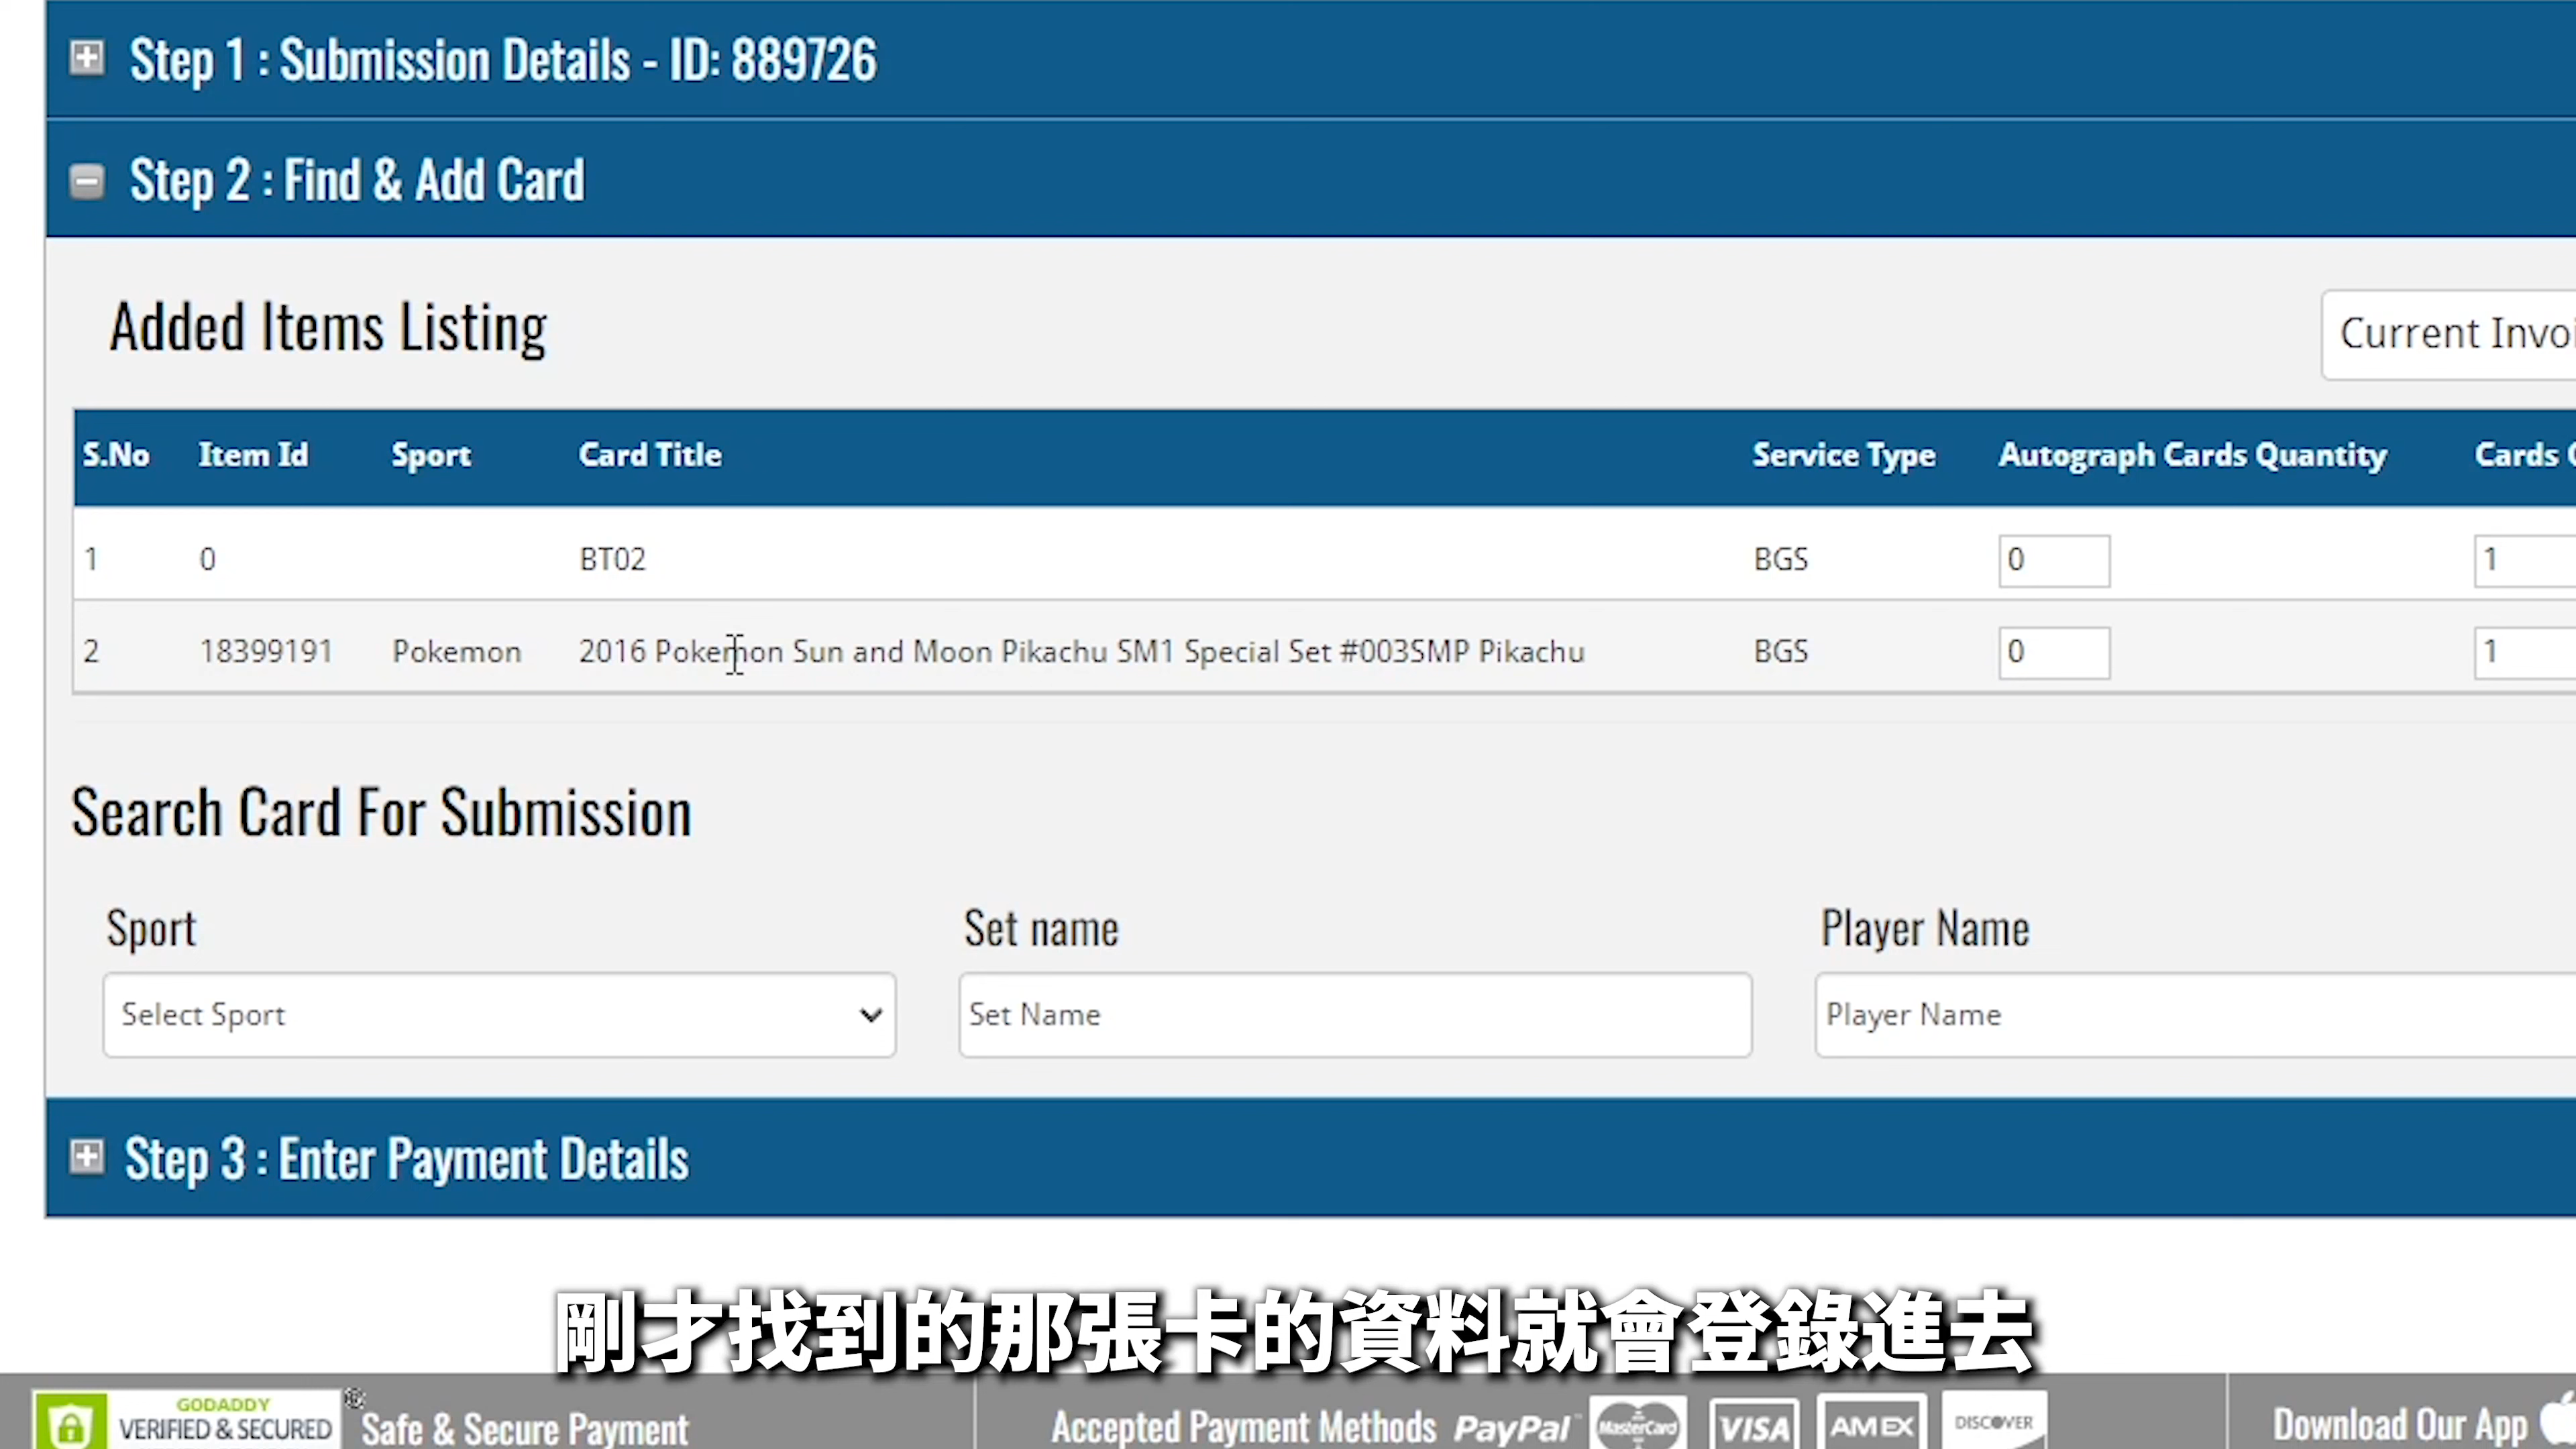 Step 1 : Submission Details - ID: 889726
Step 2 : Find & Add Card
Added Items Listing
Current Invoi
S.No Item Id Sport Card Title Service Type Autograph Cards Quantity Cards
1 0 BT02 BGS 0 1
2 18399191 Pokemon 2016 Pokemon Sun and Moon Pikachu SM1 Special Set #003SMP Pikachu BGS 0 1
Search Card For Submission
Sport Set name Player Name
Select Sport Set Name Player Name
Step 3 : Enter Payment Details
剛才找到的那張卡的資料就會登錄進去
GODADDY
VERIFIED & SECURED
® Safe & Secure Payment
Accepted Payment Methods PayPal MasterCard VISA AMEX DISCOVER
Download Our App